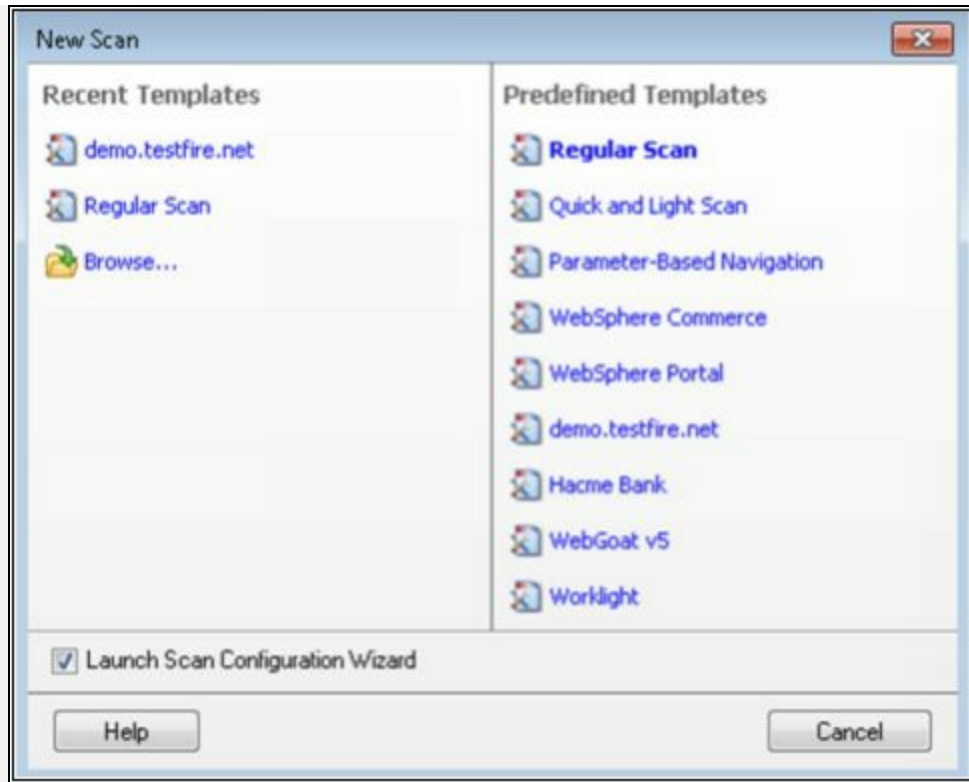 New Scan
Recent Templates
demo.testfire.net
Regular Scan
Browse...
Predefined Templates
Regular Scan
Quick and Light Scan
Parameter-Based Navigation
WebSphere Commerce
WebSphere Portal
demo.testfire.net
Hacme Bank
WebGoat v5
Worklight
Launch Scan Configuration Wizard
Help
Cancel